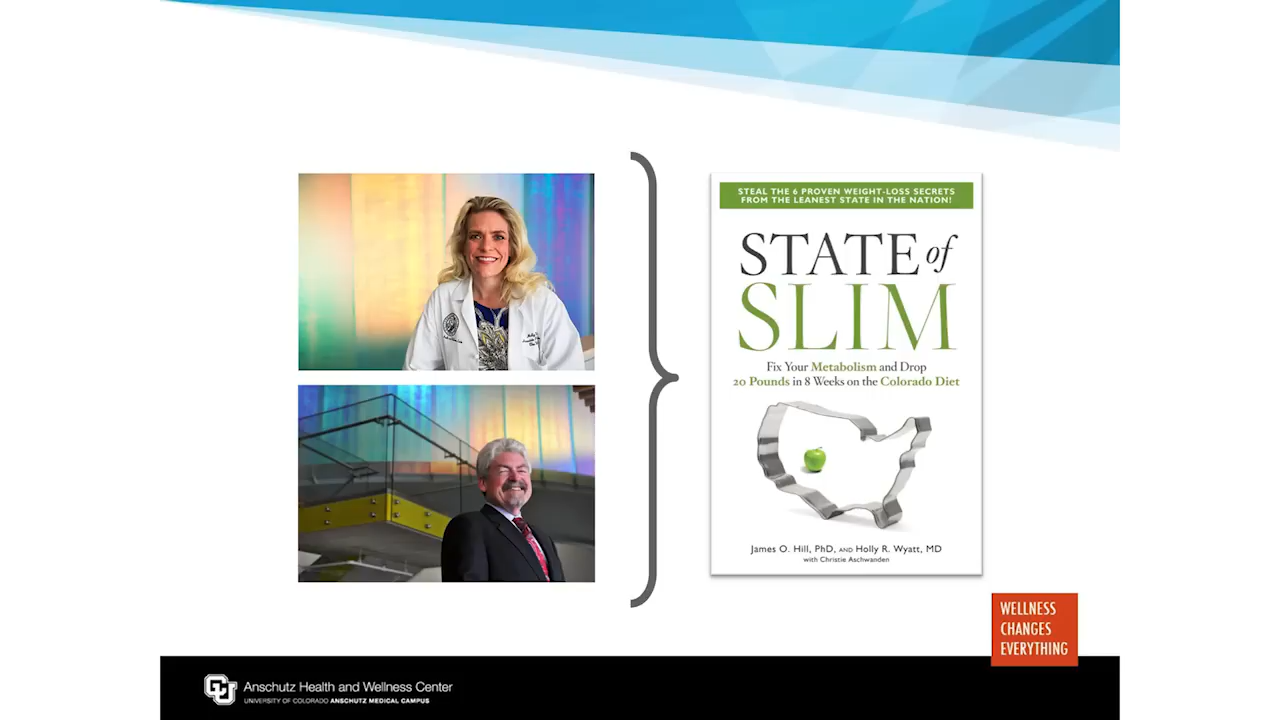 STEAL THE 6 PROVEN WEIGHT-LOSS SECRETS
FROM THE LEANEST STATE IN THE NATION!
STATE of
SLIM
Fix Your Metabolism and Drop
20 Pounds in 8 Weeks on the Colorado Diet
James O. Hill, PhD, AND Holly R. Wyatt, MD
with Christie Aschwanden
WELLNESS
CHANGES
EVERYTHING
CU
Anschutz Health and Wellness Center
UNIVERSITY OF COLORADO ANSCHUTZ MEDICAL CAMPUS